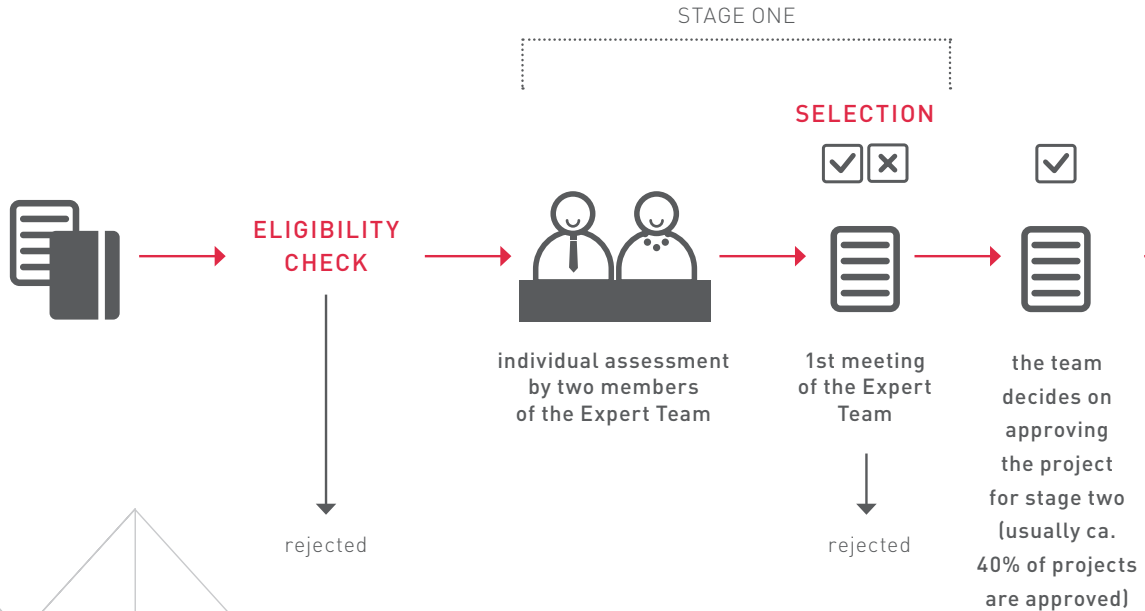 STAGE ONE
SELECTION
ELIGIBILITY
CHECK
individual assessment
by two members
of the Expert Team
1st meeting
of the Expert
Team
the team
decides on
approving
the project
for stage two
(usually ca.
40% of projects
are approved)
rejected
rejected